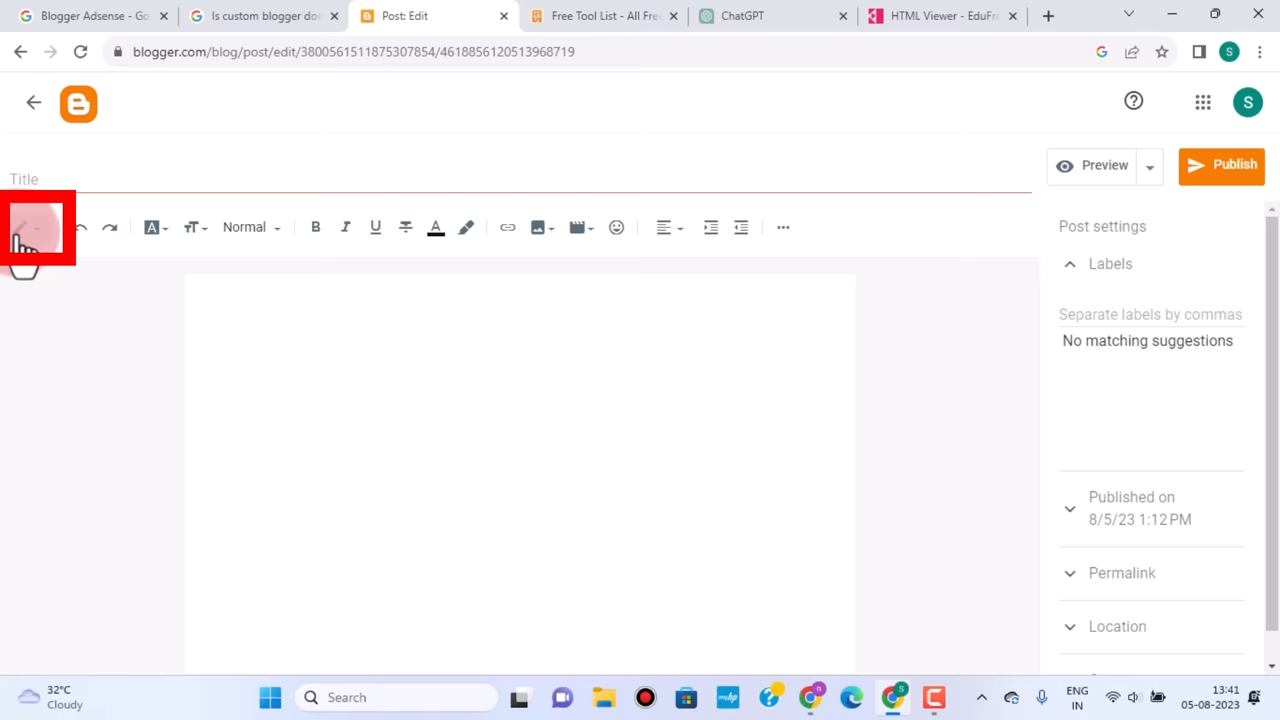 Blogger Adsense - Go
Is custom blogger do
Post: Edit
Free Tool List - All Fre
ChatGPT
HTML Viewer - EduFre
blogger.com/blog/post/edit/3800561511875307854/4618856120513968719
S
S
Title
Preview
Publish
Normal
B I U A
Post settings
Labels
Separate labels by commas
No matching suggestions
Published on
8/5/23 1:12 PM
Permalink
Location
32°C
Cloudy
Search
ENG
IN
13:41
05-08-2023